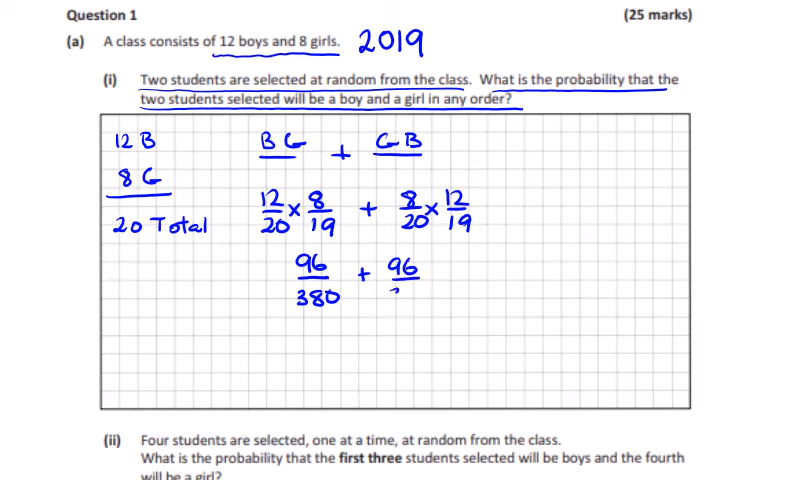 Question 1 (25 marks)
(a) A class consists of 12 boys and 8 girls. 2019
(i) Two students are selected at random from the class. What is the probability that the
two students selected will be a boy and a girl in any order?
12 B BG + GB
8 G
20 Total 12/20 × 8/19 + 8/20 × 12/19
96/380 + 96
(ii) Four students are selected, one at a time, at random from the class.
What is the probability that the first three students selected will be boys and the fourth
will be a girl?